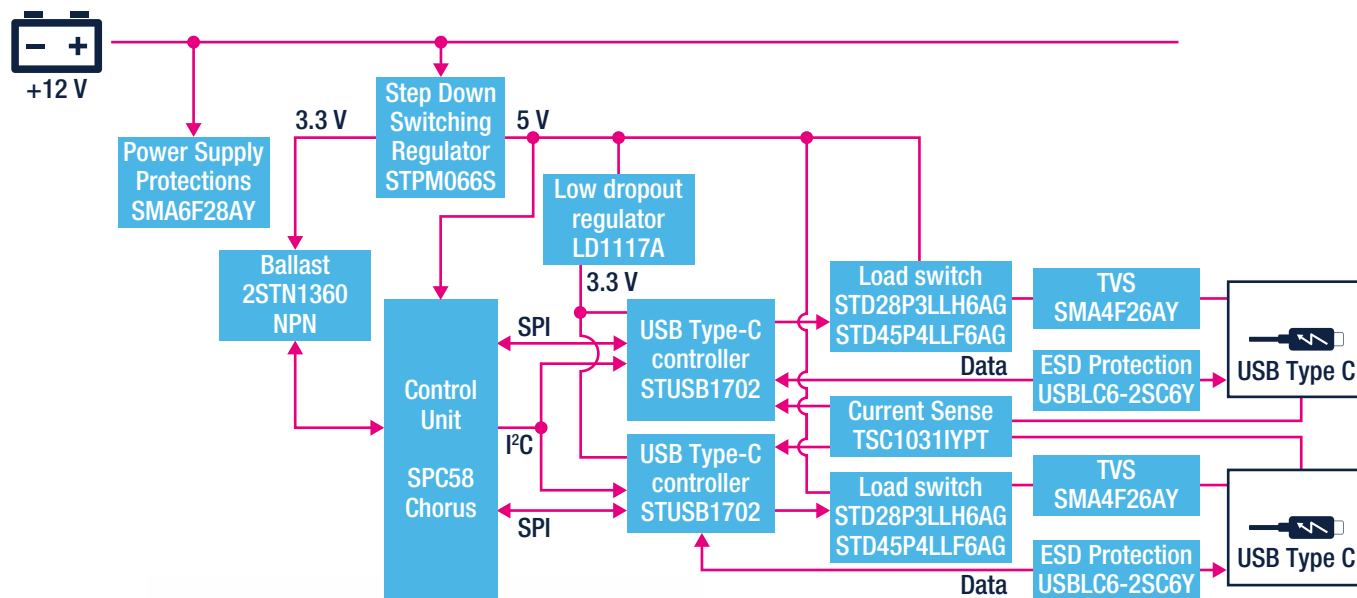 +12 V
Power Supply
Protections
SMA6F28AY
3.3 V
Step Down
Switching
Regulator
STPM066S
5 V
Low dropout
regulator
LD1117A
3.3 V
Ballast
2STN1360
NPN
Control
Unit
SPC58
Chorus
SPI
I²C
SPI
USB Type-C
controller
STUSB1702
USB Type-C
controller
STUSB1702
Load switch
STD28P3LLH6AG
STD45P4LLF6AG
Data
Current Sense
TSC1031IYPT
Load switch
STD28P3LLH6AG
STD45P4LLF6AG
Data
TVS
SMA4F26AY
ESD Protection
USBLC6-2SC6Y
USB Type C
TVS
SMA4F26AY
ESD Protection
USBLC6-2SC6Y
USB Type C